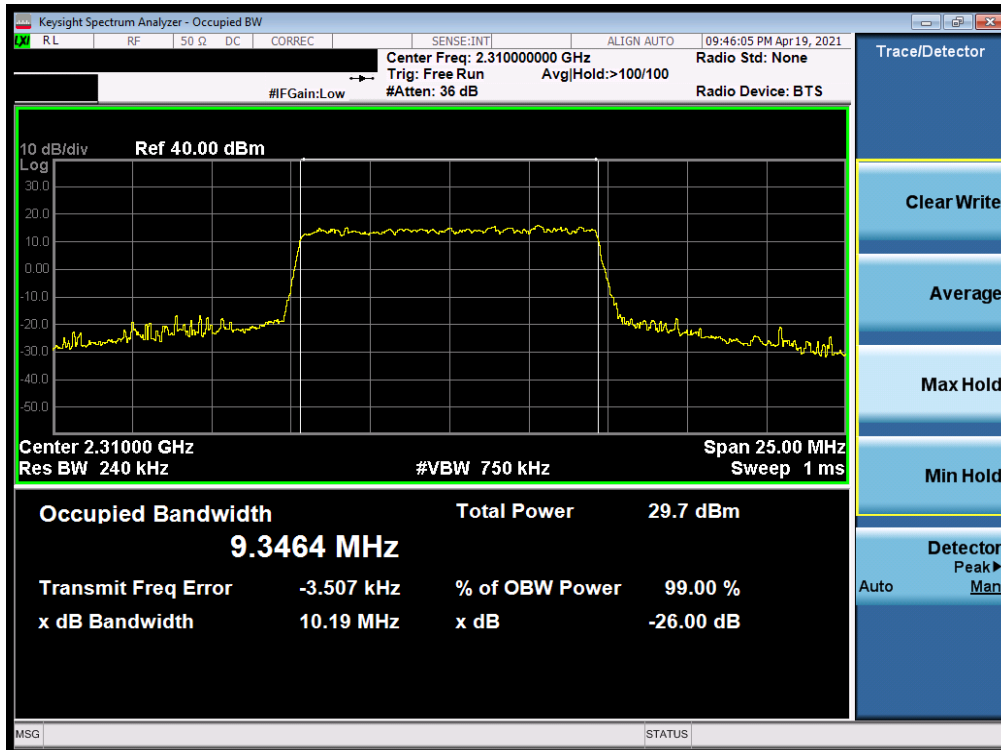 Keysight Spectrum Analyzer - Occupied BW
LXI RL RF 50 Ω DC CORREC SENSE:INT ALIGN AUTO 09:46:05 PM Apr 19, 2021
Center Freq: 2.310000000 GHz Radio Std: None
Trig: Free Run Avg|Hold:>100/100
#IFGain:Low #Atten: 36 dB Radio Device: BTS
10 dB/div Ref 40.00 dBm
Log
30.0
20.0
10.0
0.00
-10.0
-20.0
-30.0
-40.0
-50.0
Center 2.31000 GHz Span 25.00 MHz
Res BW 240 kHz #VBW 750 kHz Sweep 1 ms
Occupied Bandwidth Total Power 29.7 dBm
9.3464 MHz
Transmit Freq Error -3.507 kHz % of OBW Power 99.00 %
x dB Bandwidth 10.19 MHz x dB -26.00 dB
Trace/Detector
Clear Write
Average
Max Hold
Min Hold
Detector
Peak▶
Auto Man
MSG STATUS